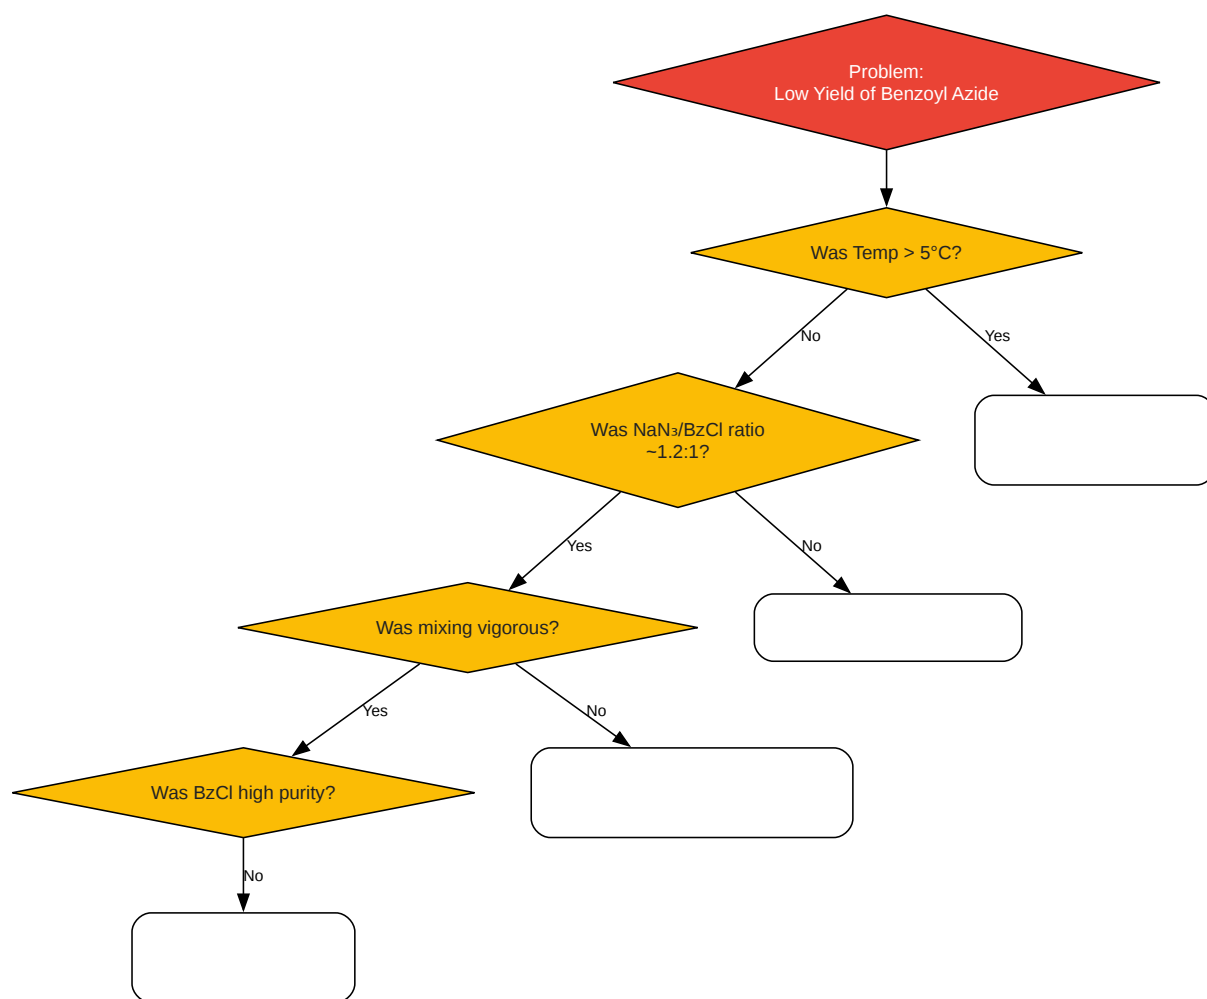 Problem:
Low Yield of Benzoyl Azide
Was Temp > 5°C?
No
Yes
Was NaN₃/BzCl ratio
~1.2:1?
Yes
No
Was mixing vigorous?
Yes
No
Was BzCl high purity?
No